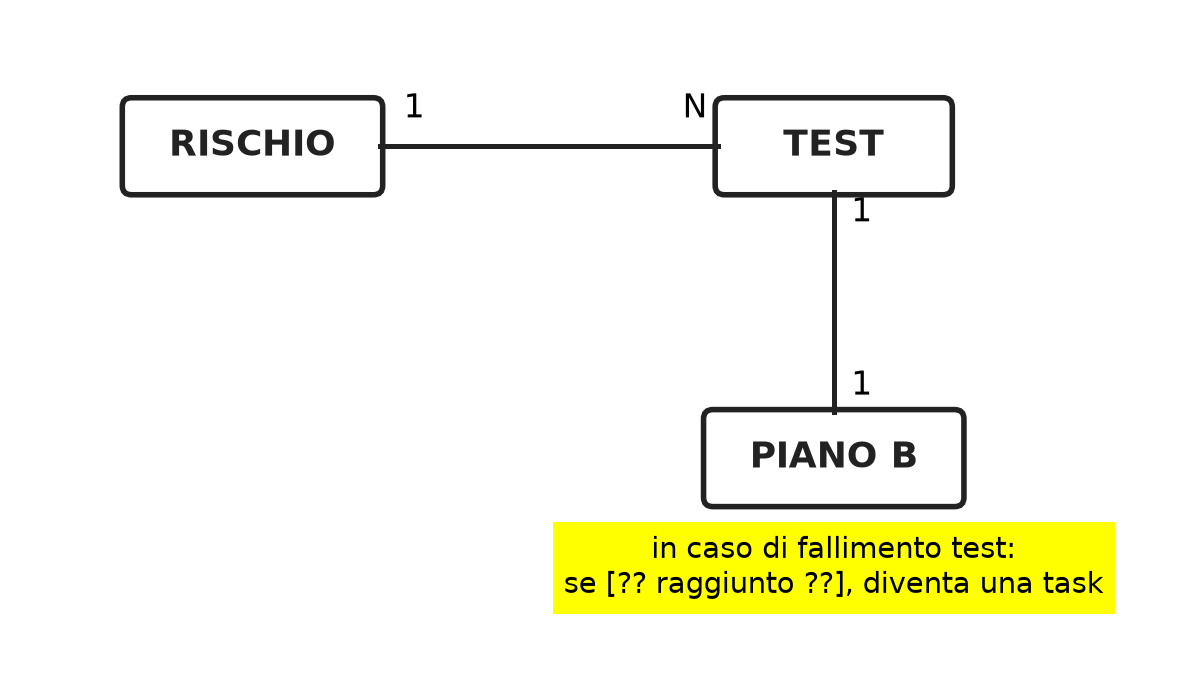 1 N
RISCHIO TEST
1
1
PIANO B
in caso di fallimento test:
se [?? raggiunto ??], diventa una task